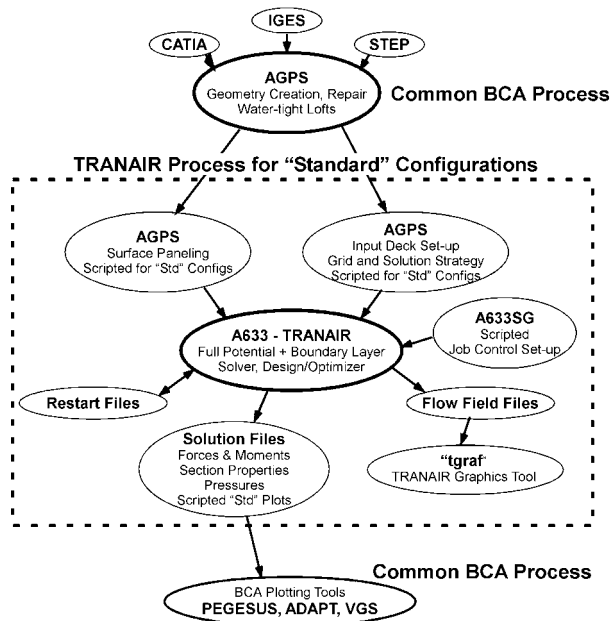 IGES
CATIA
STEP
AGPS
Geometry Creation, Repair
Water-tight Lofts
Common BCA Process
TRANAIR Process for “Standard” Configurations
AGPS
Surface Paneling
Scripted for “Std” Configs
AGPS
Input Deck Set-up
Grid and Solution Strategy
Scripted for “Std” Configs
A633 - TRANAIR
Full Potential + Boundary Layer
Solver, Design/Optimizer
A633SG
Scripted
Job Control Set-up
Restart Files
Flow Field Files
Solution Files
Forces & Moments
Section Properties
Pressures
Scripted “Std” Plots
“tgraf”
TRANAIR Graphics Tool
Common BCA Process
BCA Plotting Tools
PEGESUS, ADAPT, VGS